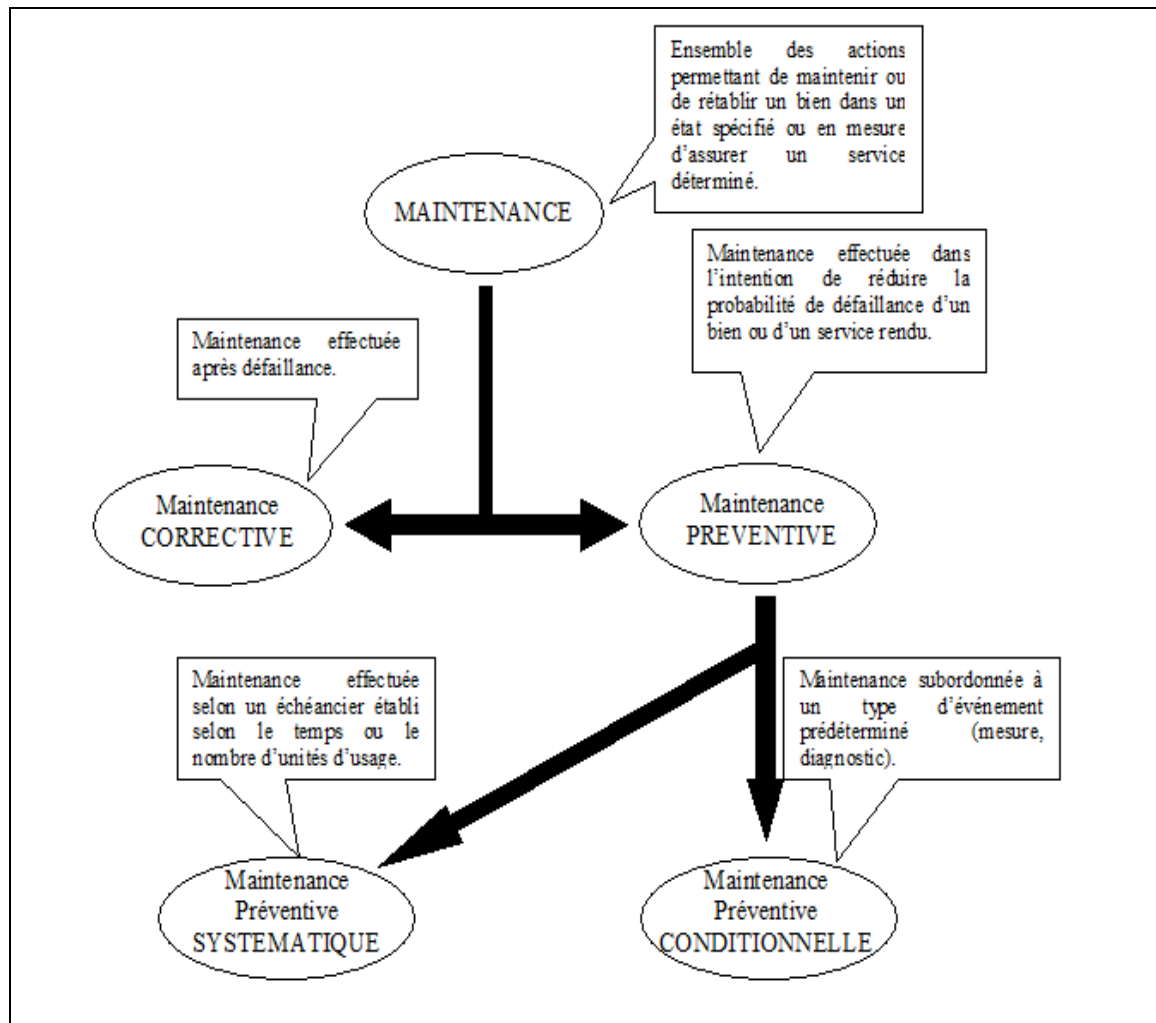 Ensemble des actions
permettant de maintenir ou
de rétablir un bien dans un
état spécifié ou en mesure
d'assurer un service
déterminé.
MAINTENANCE
Maintenance effectuée dans
l'intention de réduire la
probabilité de défaillance d'un
bien ou d'un service rendu.
Maintenance effectuée
après défaillance.
Maintenance
CORRECTIVE
Maintenance
PREVENTIVE
Maintenance effectuée
selon un échéancier établi
selon le temps ou le
nombre d'unités d'usage.
Maintenance subordonnée à
un type d'événement
prédéterminé (mesure,
diagnostic).
Maintenance
Préventive
SYSTEMATIQUE
Maintenance
Préventive
CONDITIONNELLE